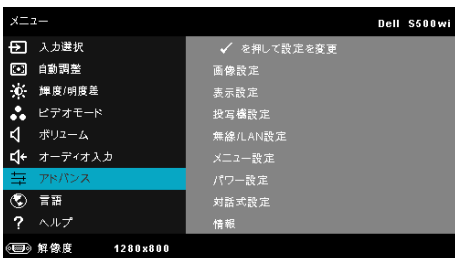 メニュー Dell S500wi
入力選択
自動調整
輝度/明度差
ビデオモード
ボリューム
オーディオ入力
アドバンス
言語
ヘルプ
✓ を押して設定を変更
画像設定
表示設定
投写機設定
無線/LAN設定
メニュー設定
パワー設定
対話式設定
情報
解像度 1280x800